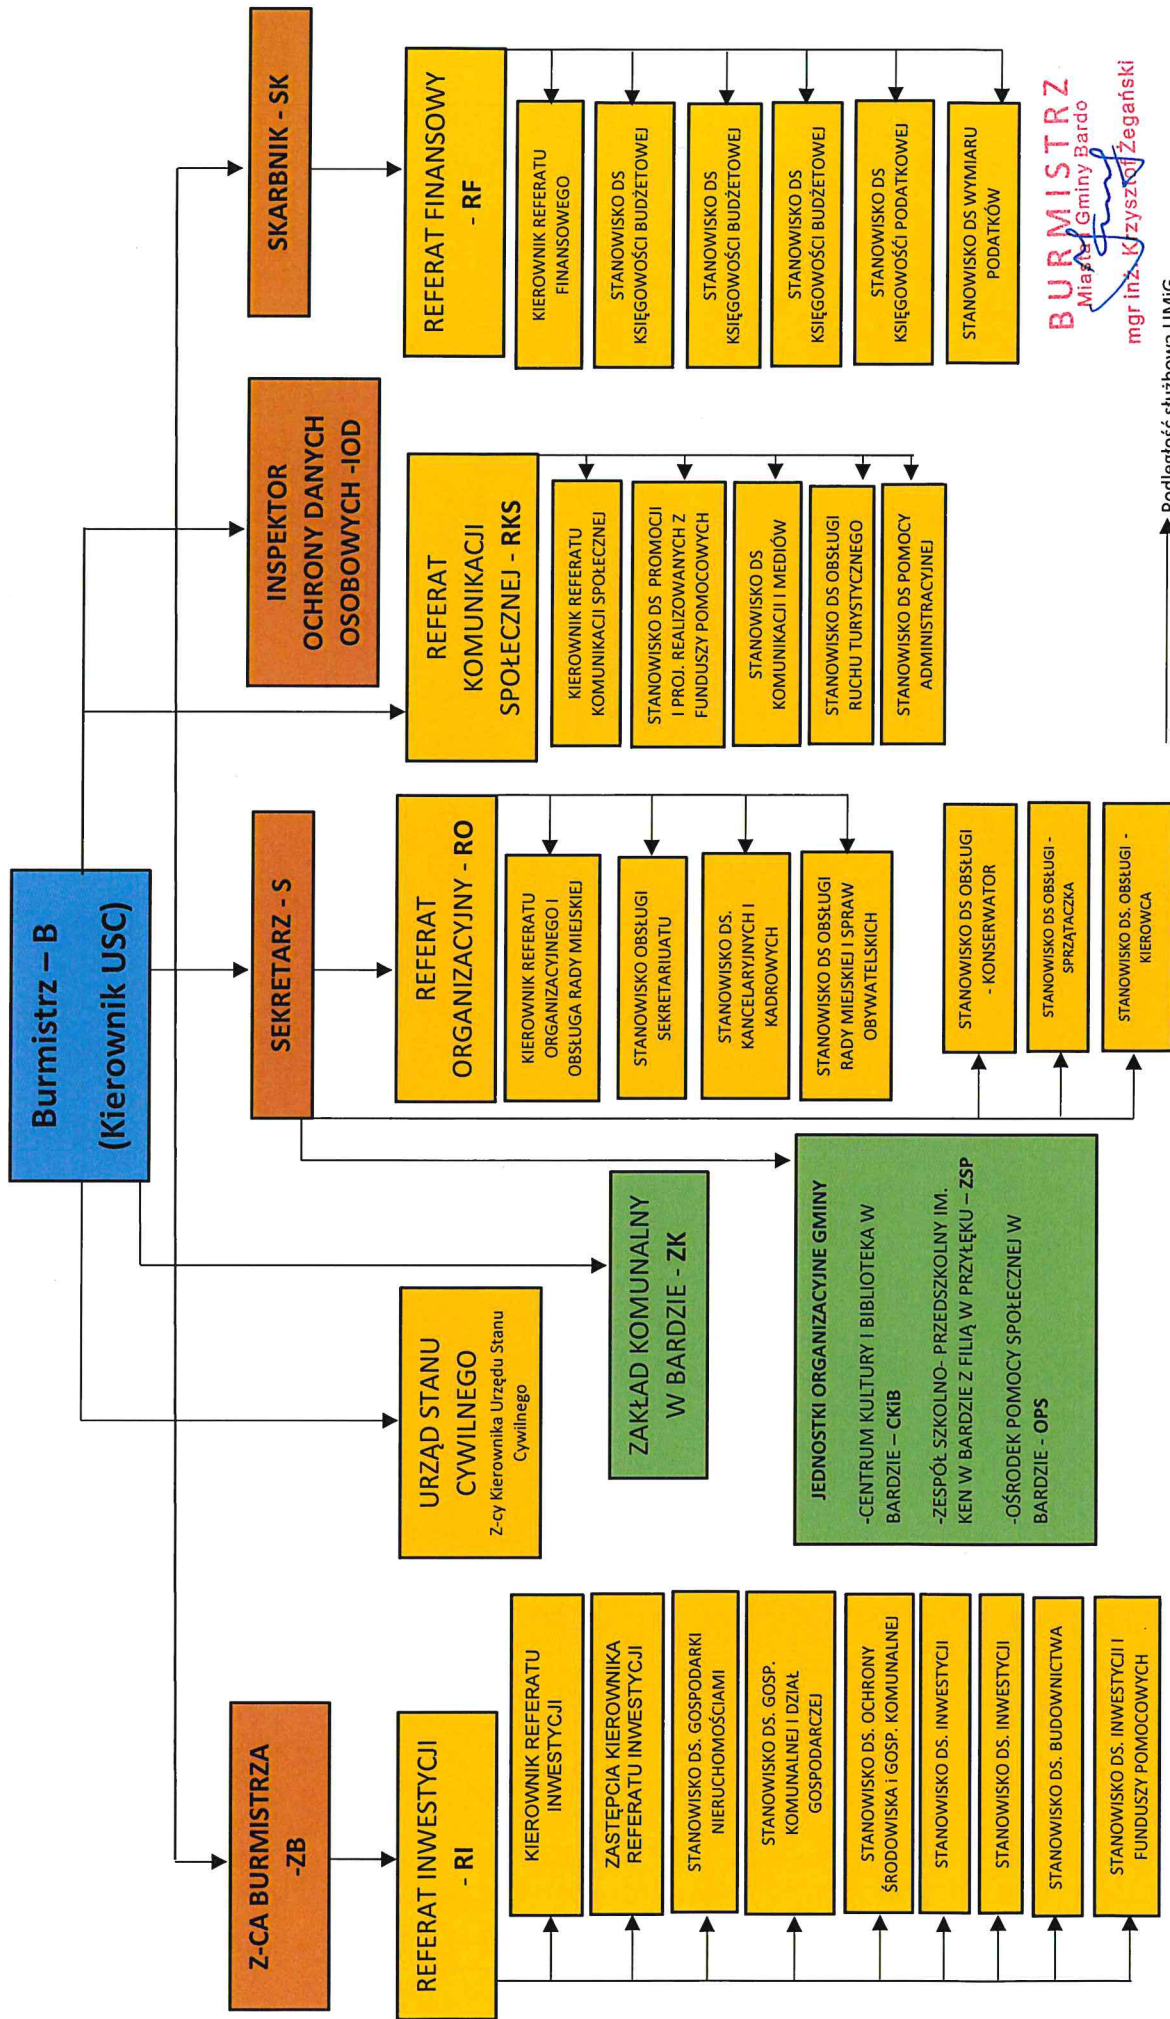 Burmistrz – B
(Kierownik USC)
Z-CA BURMISTRZA
-ZB
SEKRETARZ - S
INSPEKTOR
OCHRONY DANYCH
OSOBOWYCH -IOD
SKARBNIK - SK
REFERAT INWESTYCJI
- RI
KIEROWNIK REFERATU
INWESTYCJI
ZASTĘPCIA KIEROWNIKA
REFERATU INWESTYCJI
STANOWISKO DS. GOSPODARKI
NIERUCHOMOŚCIAMI
STANOWISKO DS. GOSP.
KOMUNALNEJ I DZIAŁ
GOSPODARCZEJ
STANOWISKO DS. OCHRONY
ŚRODOWISKA i GOSP. KOMUNALNEJ
STANOWISKO DS. INWESTYCJI
STANOWISKO DS. INWESTYCJI
STANOWISKO DS. BUDOWNICTWA
STANOWISKO DS. INWESTYCJI I
FUNDUSZY POMOCOWYCH
URZĄD STANU
CYWILNEGO
Z-cy Kierownika Urzędu Stanu
Cywilnego
ZAKŁAD KOMUNALNY
W BARDZIE - ZK
JEDNOSTKI ORGANIZACYJNE GMINY
-CENTRUM KULTURY I BIBLIOTEKA W
BARDZIE – CKiB
-ZESPÓŁ SZKOLNO- PRZEDSZKOLNY IM.
KEN W BARDZIE Z FILIĄ W PRZYŁĘKU – ZSP
-OŚRODEK POMOCY SPOŁECZNEJ W
BARDZIE - OPS
REFERAT
ORGANIZACYJNY - RO
KIEROWNIK REFERATU
ORGANIZACYJNEGO I
OBSŁUGA RADY MIEJSKIEJ
STANOWISKO OBSŁUGI
SEKRETARIATU
STANOWISKO DS.
KANCELARYJNYCH I
KADROWYCH
STANOWISKO DS OBSŁUGI
RADY MIEJSKIEJ I SPRAW
OBYWATELSKICH
STANOWISKO DS OBSŁUGI
- KONSERWATOR
STANOWISKO DS OBSŁUGI -
SPRZĄTACZKA
STANOWISKO DS. OBSŁUGI -
KIEROWCA
REFERAT
KOMUNIKACJI
SPOŁECZNEJ - RKS
KIEROWNIK REFERATU
KOMUNIKACJI SPOŁECZNEJ
STANOWISKO DS PROMOCJI
I PROJ. REALIZOWANYCH Z
FUNDUSZY POMOCOWYCH
STANOWISKO DS
KOMUNIKACJI I MEDIÓW
STANOWISKO DS OBSŁUGI
RUCHU TURYSTYCZNEGO
STANOWISKO DS POMOCY
ADMINISTRACYJNEJ
REFERAT FINANSOWY
- RF
KIEROWNIK REFERATU
FINANSOWEGO
STANOWISKO DS
KSIĘGOWOŚCI BUDŻETOWEJ
STANOWISKO DS
KSIĘGOWOŚCI BUDŻETOWEJ
STANOWISKO DS
KSIĘGOWOŚCI BUDŻETOWEJ
STANOWISKO DS
KSIĘGOWOŚĆI PODATKOWEJ
STANOWISKO DS WYMIARU
PODATKÓW
BURMISTRZ
Miasta i Gminy Bardo
mgr inż. Krzysztof Żegański
Podległość służbowa UMiG